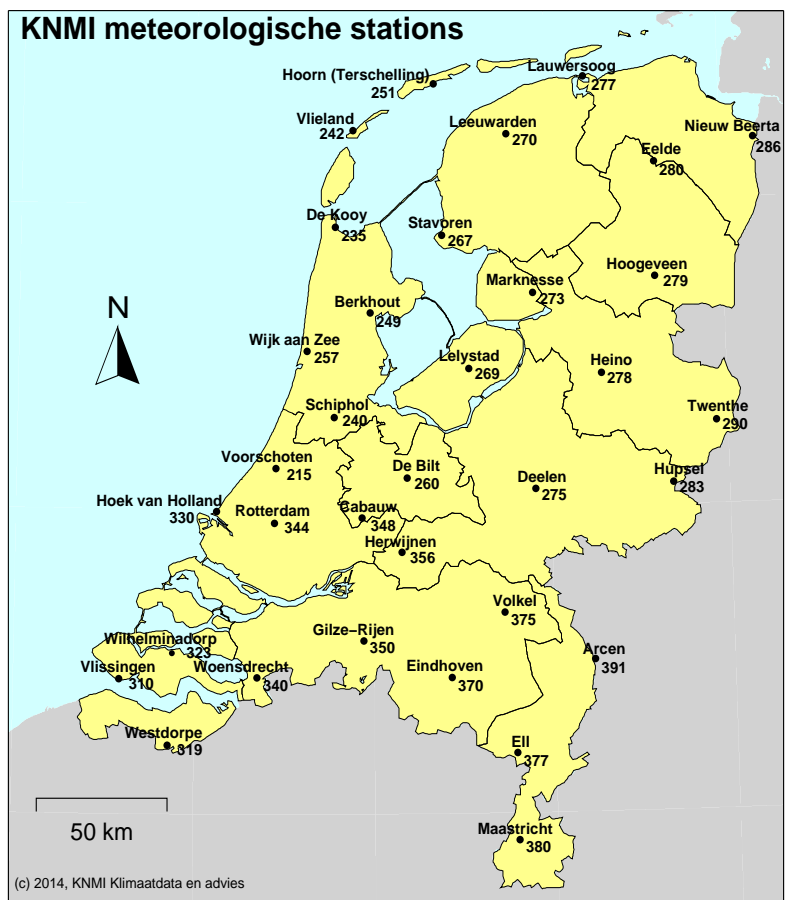 KNMI meteorologische stations
Hoorn (Terschelling)
251
Lauwersoog
277
Vlieland
242
Leeuwarden
270
Nieuw Beerta
286
Eelde
280
De Kooy
235
Stavoren
267
Hoogeveen
279
Marknesse
273
Berkhout
249
N
Wijk aan Zee
257
Lelystad
269
Heino
278
Schiphol
240
Twenthe
290
Voorschoten
215
De Bilt
260
Deelen
275
Hupsel
283
Hoek van Holland
330
Rotterdam
344
Cabauw
348
Herwijnen
356
Volkel
375
Gilze–Rijen
350
Wilhelminadorp
323
Arcen
391
Vlissingen
310
Woensdrecht
340
Eindhoven
370
Westdorpe
319
Ell
377
50 km
Maastricht
380
(c) 2014, KNMI Klimaatdata en advies